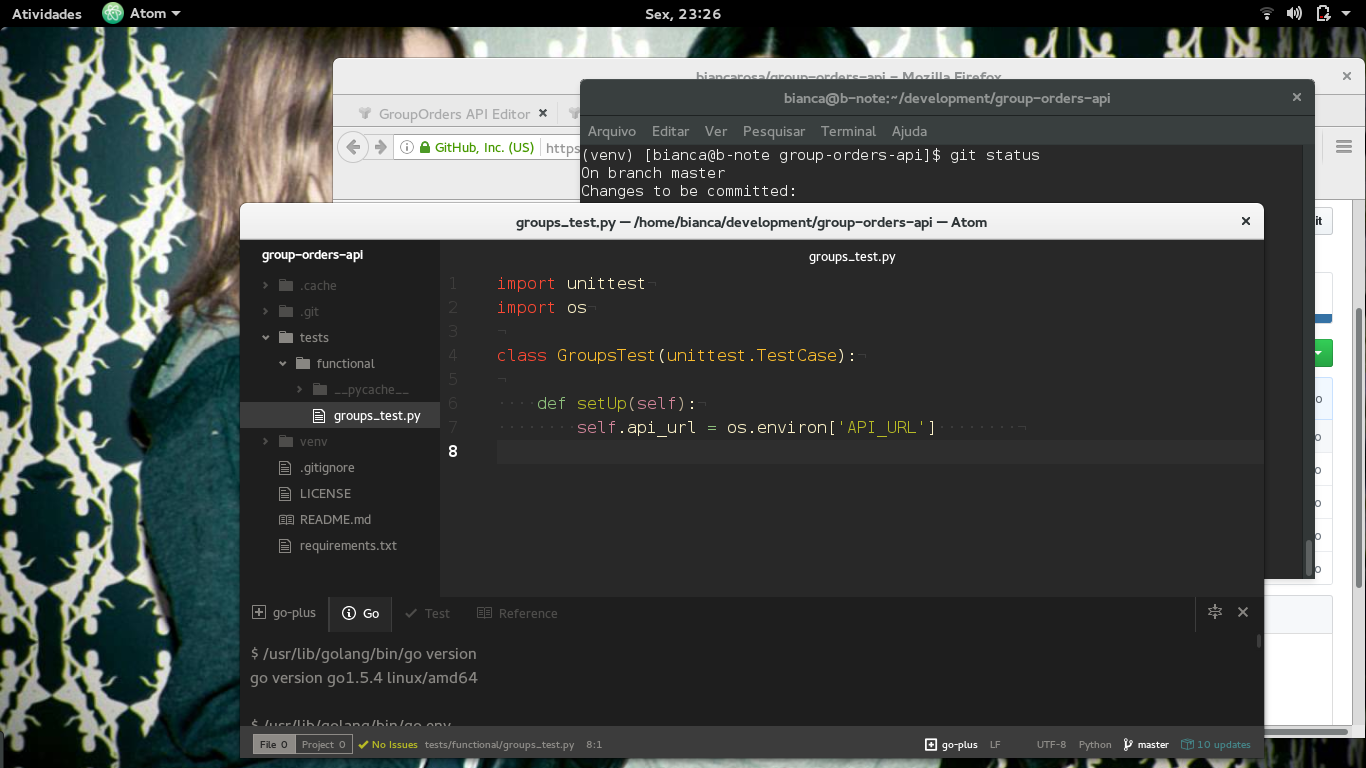 Atividades Atom Sex, 23:26
biancarosa/group-orders-api – Mozilla Firefox
GroupOrders API Editor
GitHub, Inc. (US) https
bianca@b-note:~/development/group-orders-api
Arquivo Editar Ver Pesquisar Terminal Ajuda
(venv) [bianca@b-note group-orders-api]$ git status
On branch master
Changes to be committed:
groups_test.py — /home/bianca/development/group-orders-api — Atom
group-orders-api
.cache
.git
tests
functional
__pycache__
groups_test.py
venv
.gitignore
LICENSE
README.md
requirements.txt
groups_test.py
1 import unittest¬
2 import os¬
3 ¬
4 class GroupsTest(unittest.TestCase):¬
5 ¬
6 ····def setUp(self):¬
7 ········self.api_url = os.environ['API_URL']········¬
8
go-plus Go Test Reference
$ /usr/lib/golang/bin/go version
go version go1.5.4 linux/amd64
$ /usr/lib/golang/bin/go env
File 0 Project 0 No Issues tests/functional/groups_test.py 8:1 go-plus LF UTF-8 Python master 10 updates